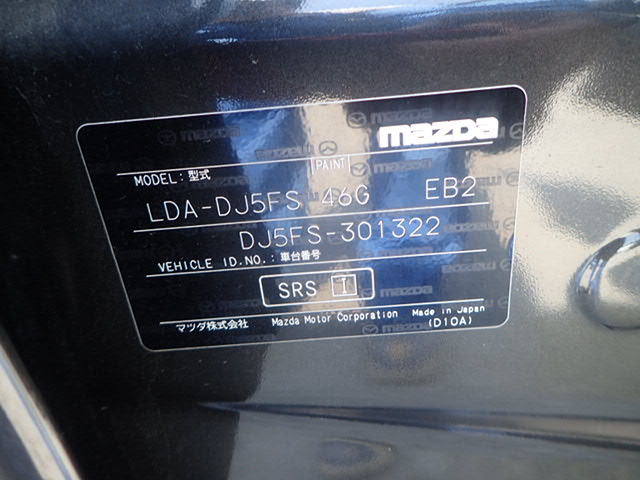 mazda
MODEL: 型式 PAINT
LDA-DJ5FS 46G EB2
DJ5FS-301322
VEHICLE ID.NO.: 車台番号
SRS I
マツダ株式会社 Mazda Motor Corporation Made in Japan
(D10A)